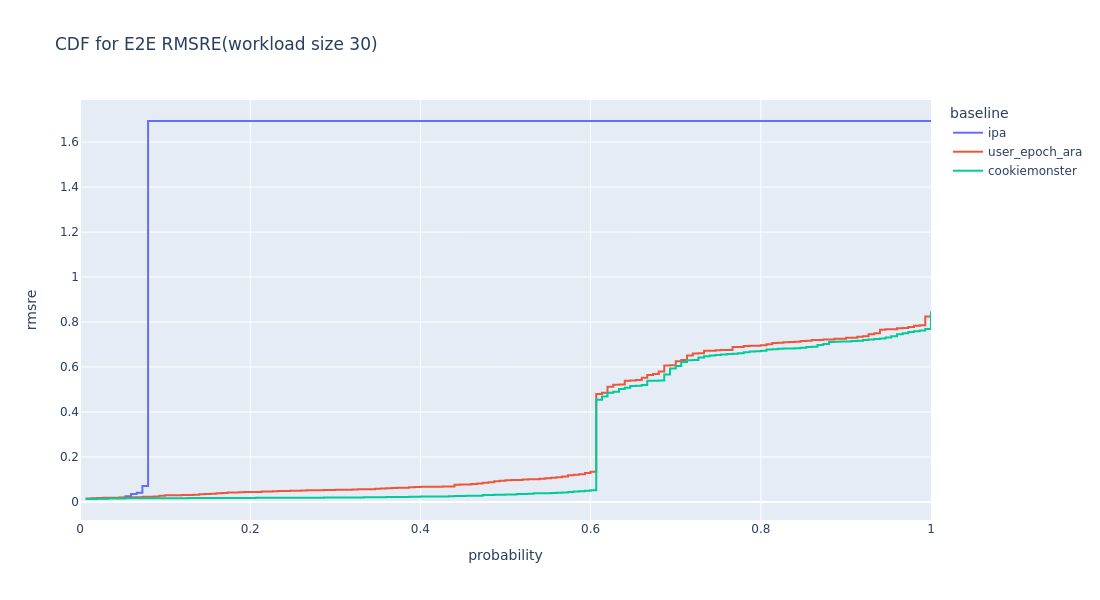 CDF for E2E RMSRE(workload size 30)
baseline
ipa
user_epoch_ara
cookiemonster
rmsre
1.6
1.4
1.2
1
0.8
0.6
0.4
0.2
0
0
0.2
0.4
0.6
0.8
1
probability